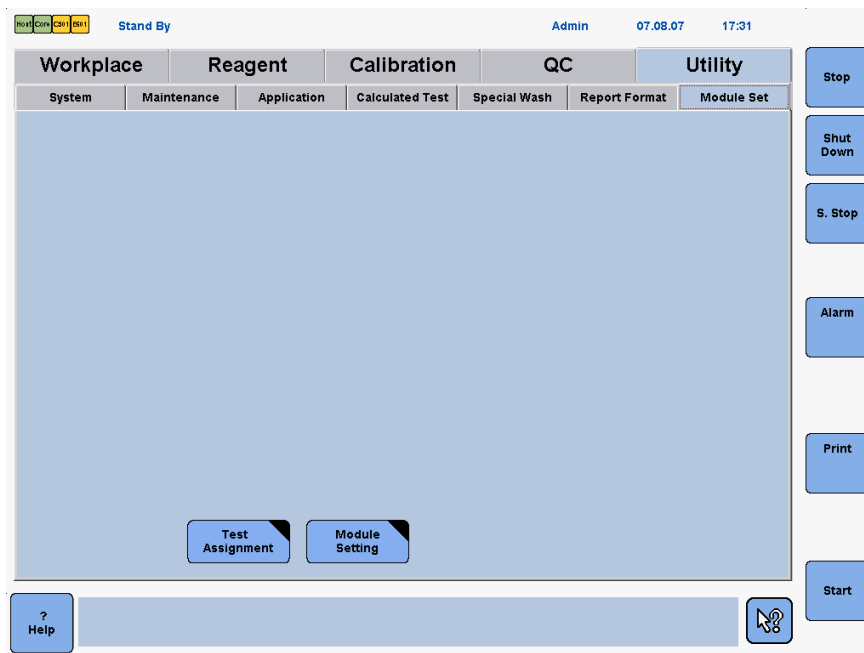 Host Core C501 E601 Stand By Admin 07.08.07 17:31
Workplace Reagent Calibration QC Utility
System Maintenance Application Calculated Test Special Wash Report Format Module Set
Stop
Shut
Down
S. Stop
Alarm
Print
Test
Assignment
Module
Setting
Start
?
Help
?